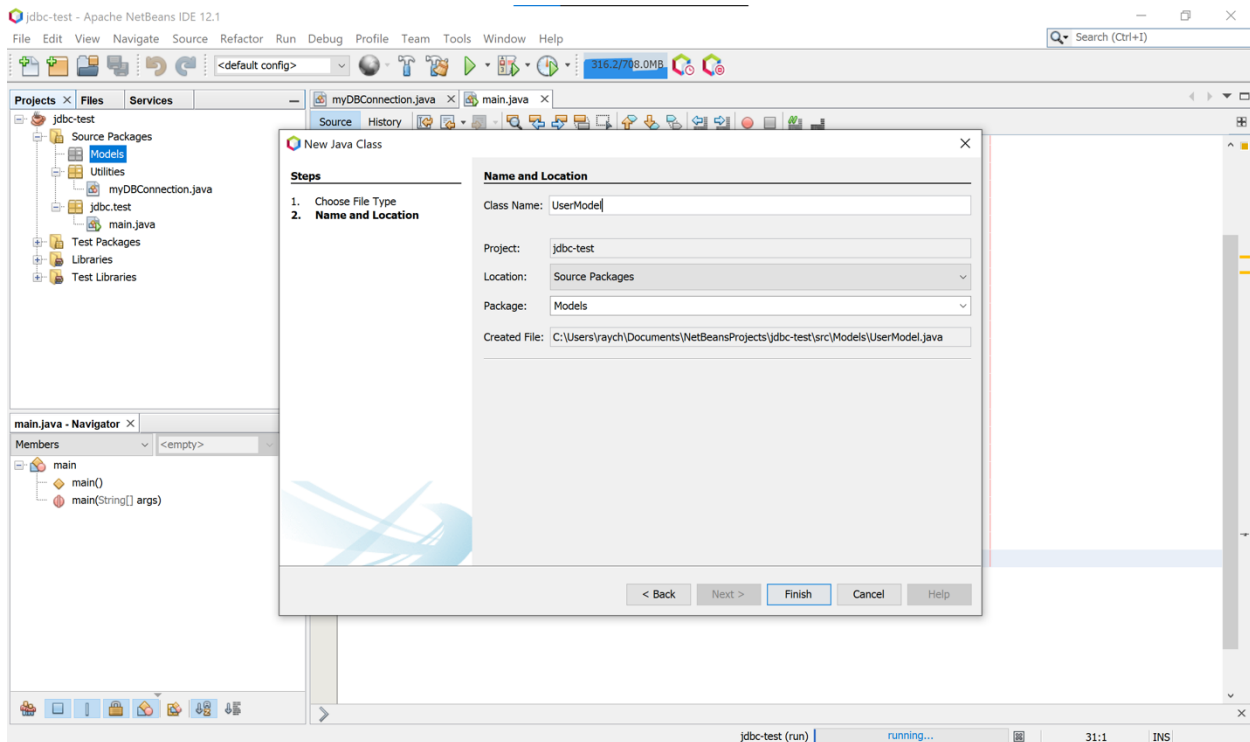 jdbc-test - Apache NetBeans IDE 12.1
File Edit View Navigate Source Refactor Run Debug Profile Team Tools Window Help
Search (Ctrl+I)
<default config>
316.2/708.0MB
Projects Files Services
myDBConnection.java main.java
jdbc-test
Source Packages
Models
Utilities
myDBConnection.java
jdbc.test
main.java
Test Packages
Libraries
Test Libraries
Source History
New Java Class
Steps
1. Choose File Type
2. Name and Location
Name and Location
Class Name: UserModel
Project: jdbc-test
Location: Source Packages
Package: Models
Created File: C:\Users\raych\Documents\NetBeansProjects\jdbc-test\src\Models\UserModel.java
< Back Next > Finish Cancel Help
main.java - Navigator
Members <empty>
main
main()
main(String[] args)
jdbc-test (run) running... 31:1 INS